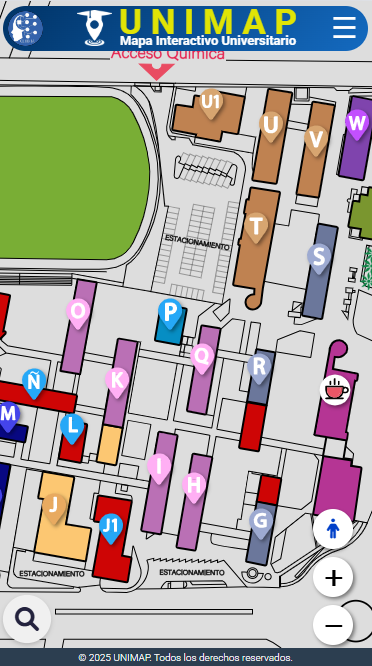 UNIMAP
Mapa Interactivo Universitario
Acceso Química
U1
U
V
W
T
ESTACIONAMIENTO
S
O
P
Q
R
K
Ñ
M
L
I
H
J
J1
G
ESTACIONAMIENTO
ESTACIONAMIENTO
+
−
© 2025 UNIMAP. Todos los derechos reservados.